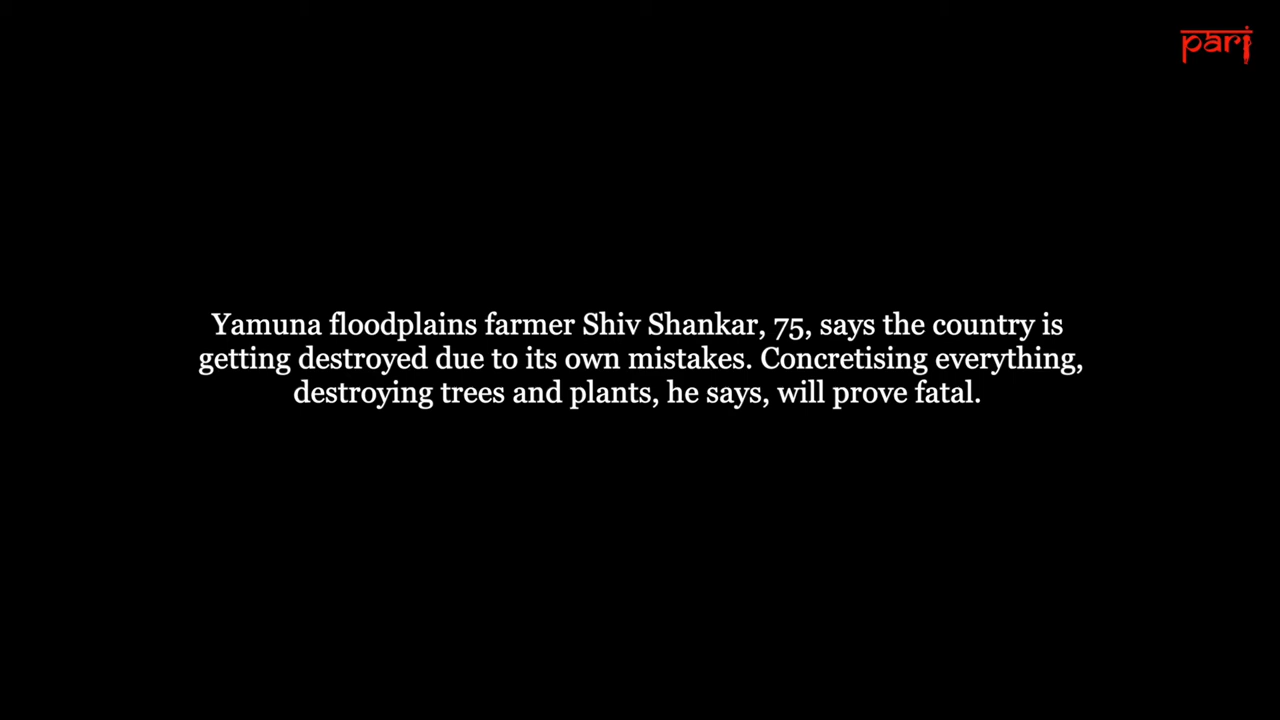 pari
Yamuna floodplains farmer Shiv Shankar, 75, says the country is
getting destroyed due to its own mistakes. Concretising everything,
destroying trees and plants, he says, will prove fatal.